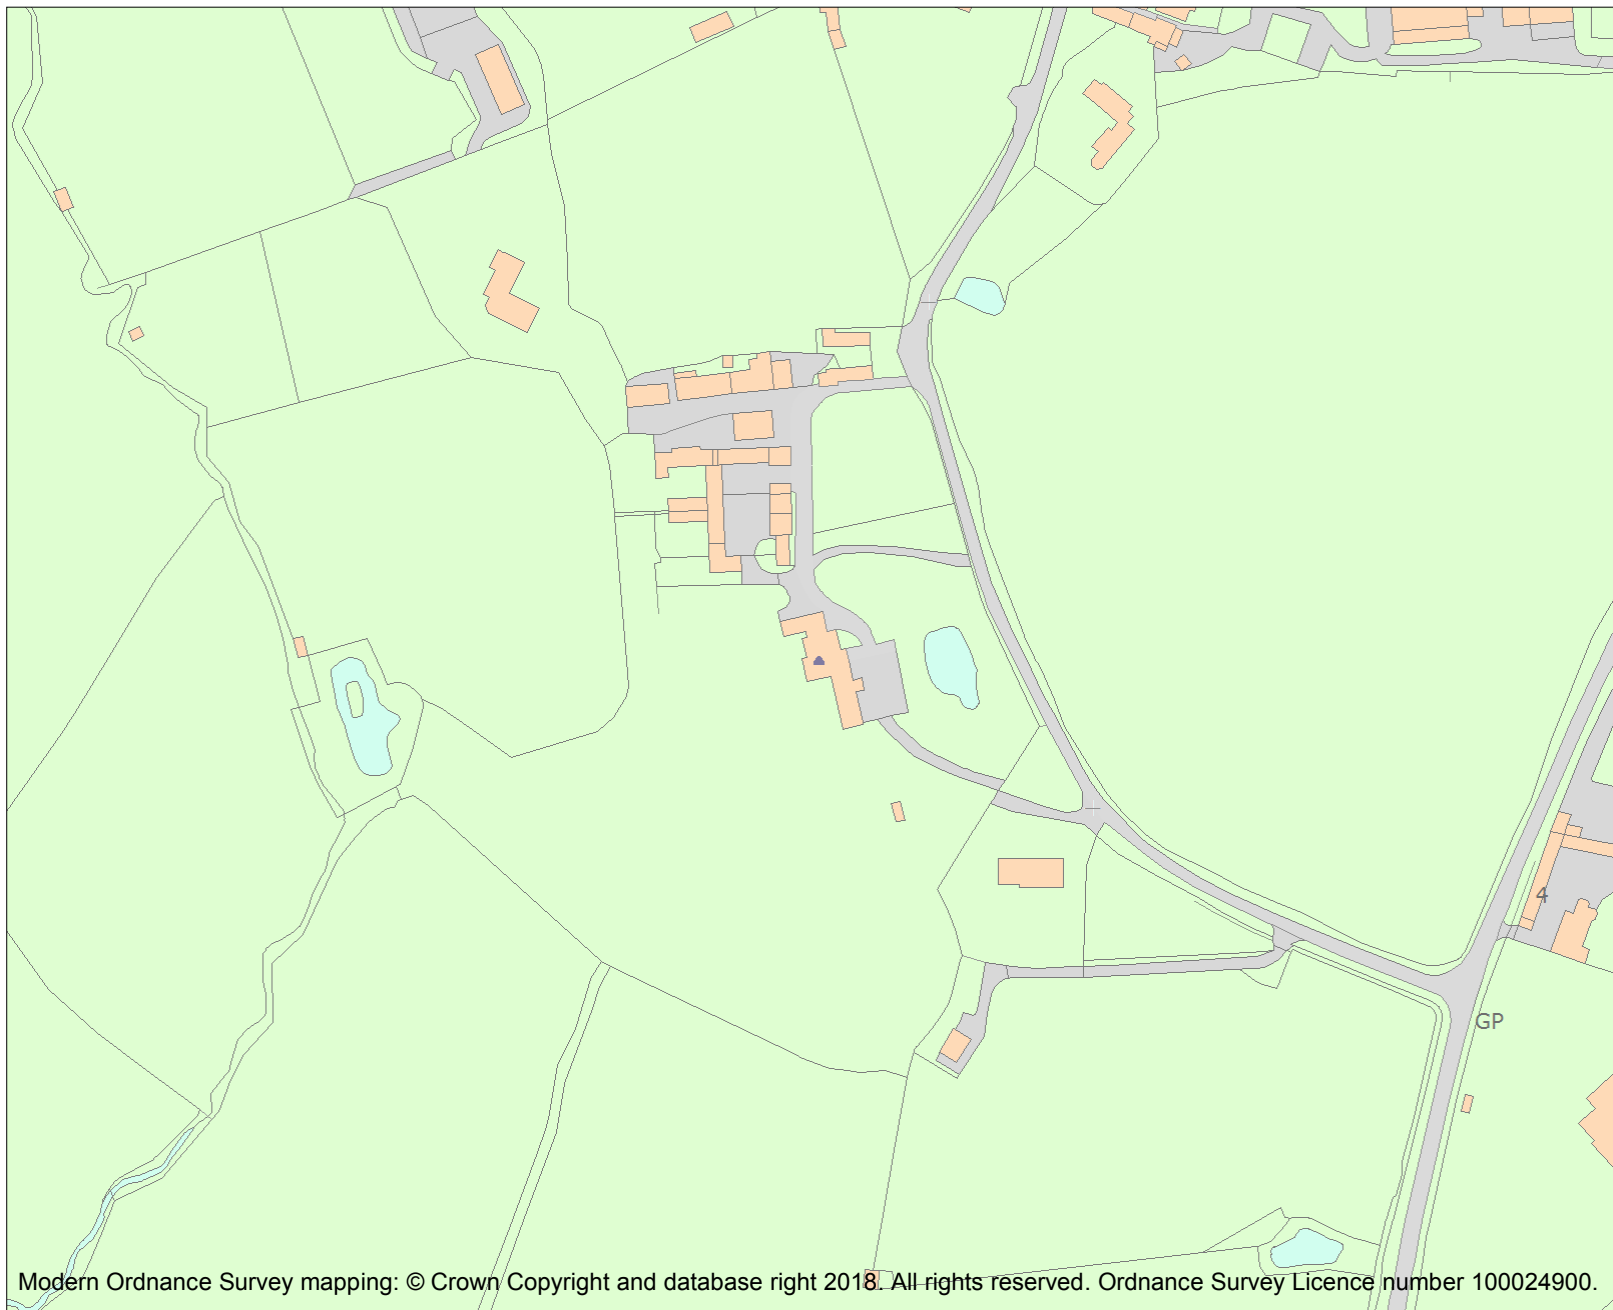 4
GP
Modern Ordnance Survey mapping: © Crown Copyright and database right 2018. All rights reserved. Ordnance Survey Licence number 100024900.